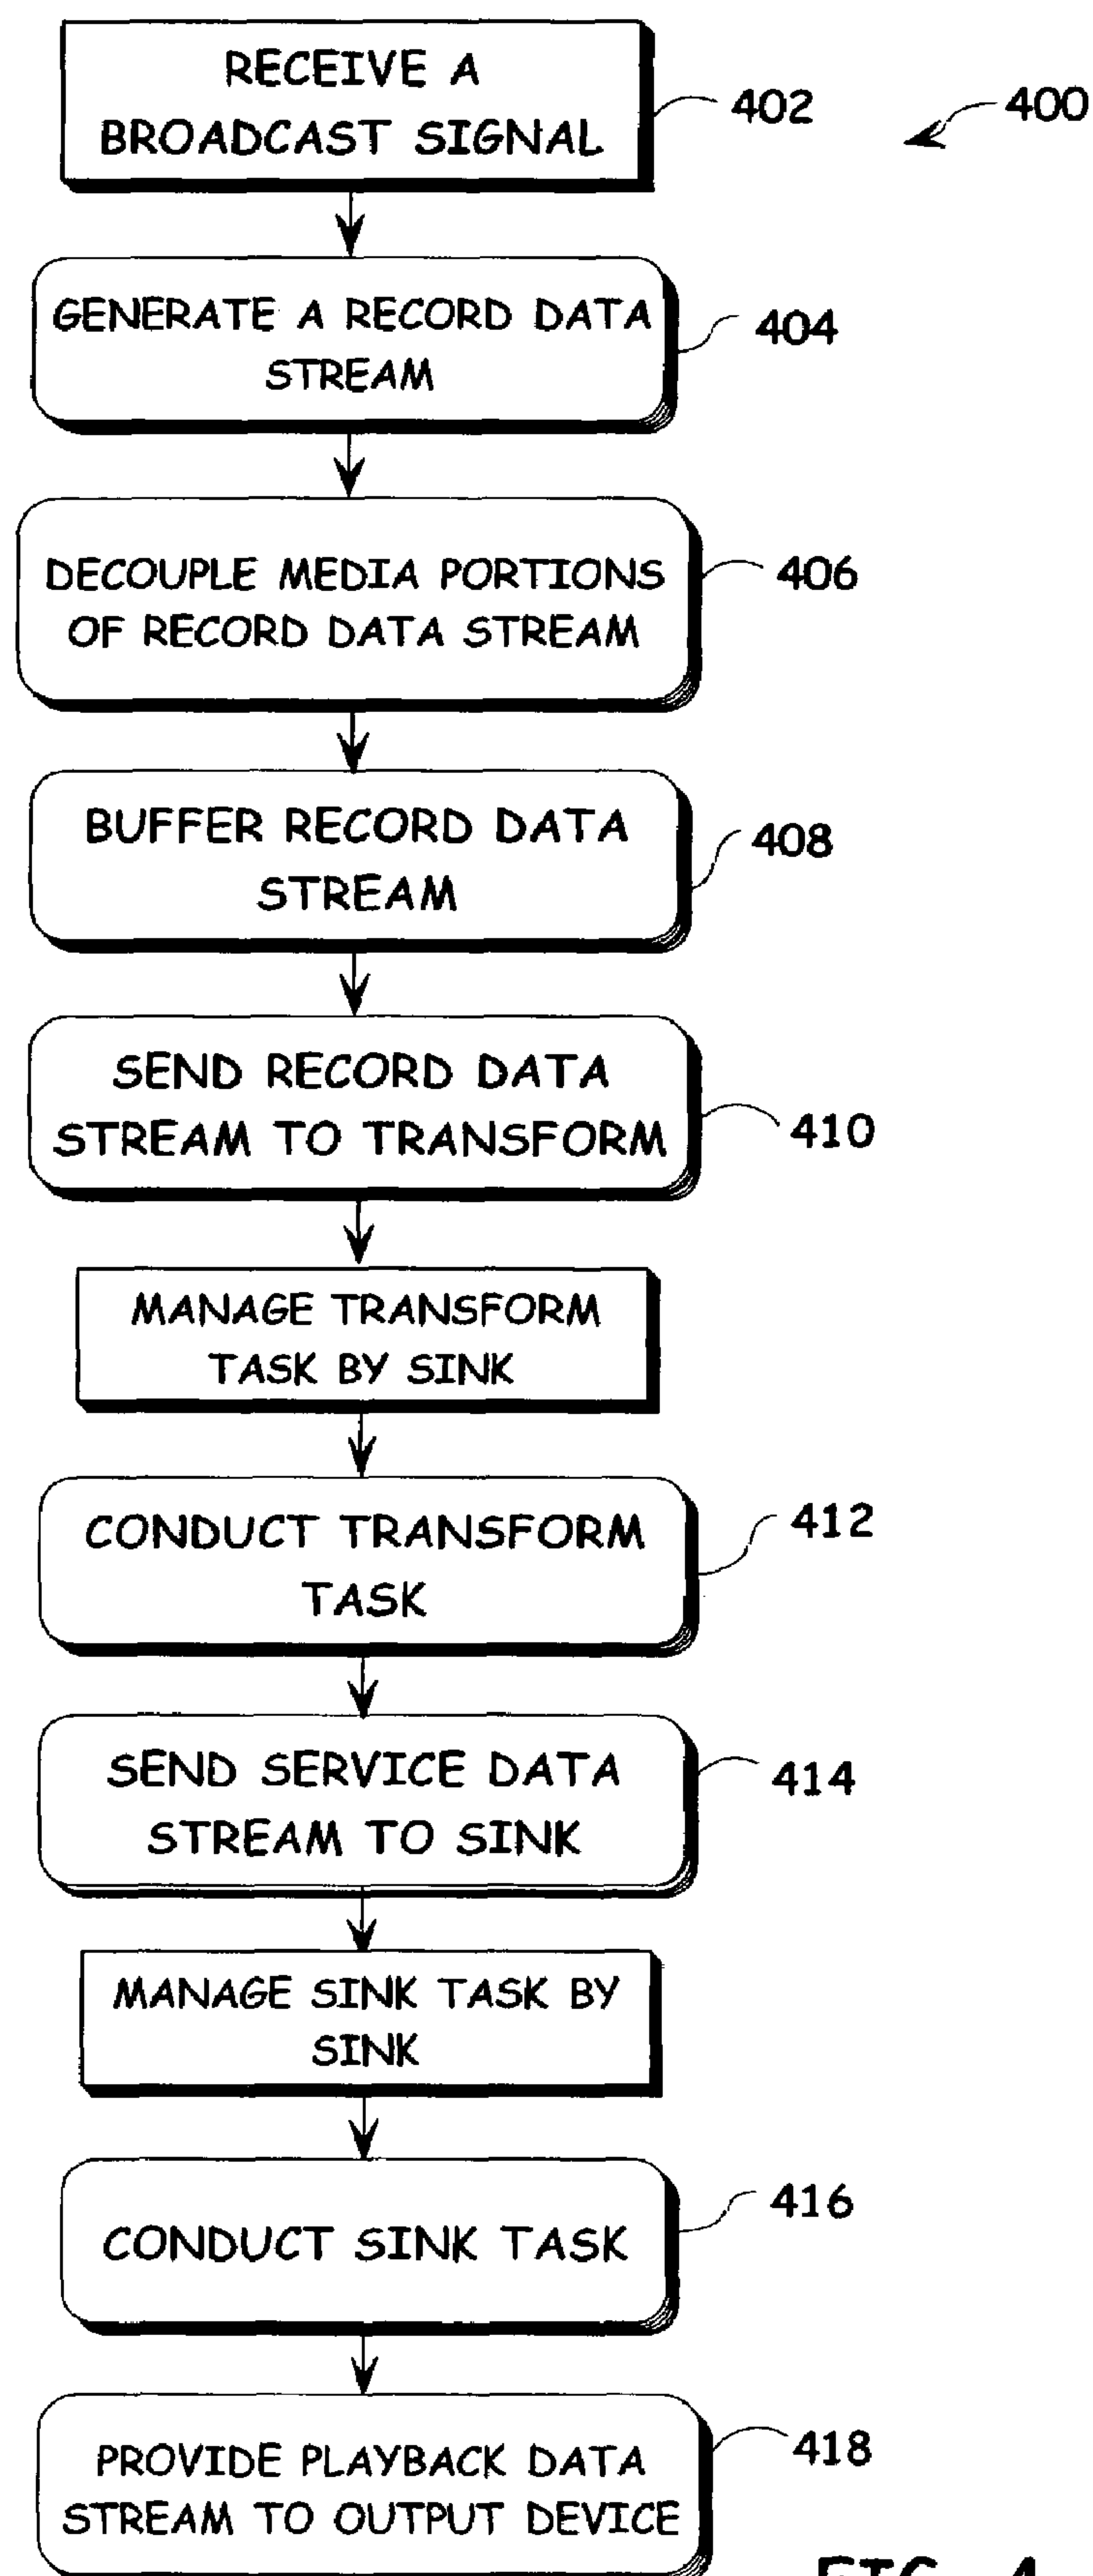 RECEIVE A
BROADCAST SIGNAL
402
400
GENERATE A RECORD DATA
STREAM
404
DECOUPLE MEDIA PORTIONS
OF RECORD DATA STREAM
406
BUFFER RECORD DATA
STREAM
408
SEND RECORD DATA
STREAM TO TRANSFORM
410
MANAGE TRANSFORM
TASK BY SINK
CONDUCT TRANSFORM
TASK
412
SEND SERVICE DATA
STREAM TO SINK
414
MANAGE SINK TASK BY
SINK
CONDUCT SINK TASK
416
PROVIDE PLAYBACK DATA
STREAM TO OUTPUT DEVICE
418
FIG. 4